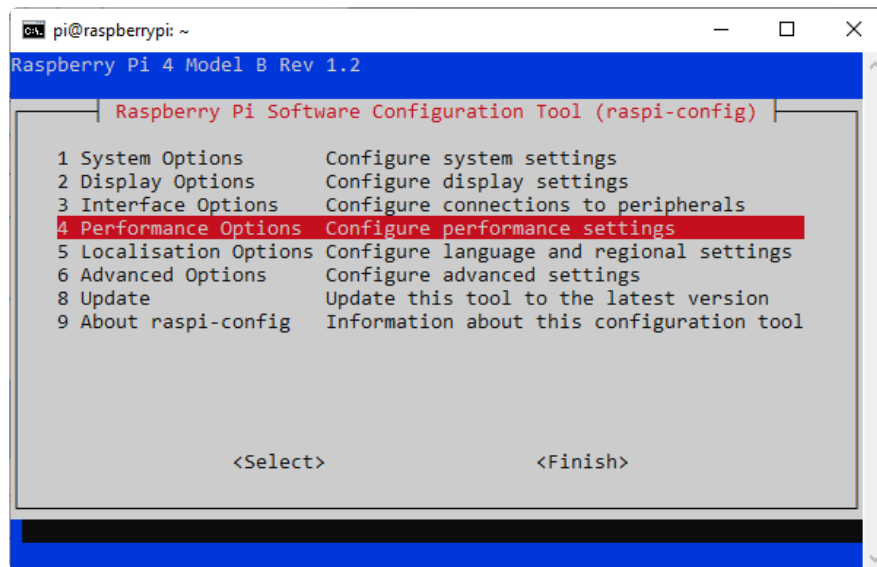 pi@raspberrypi: ~
Raspberry Pi 4 Model B Rev 1.2
Raspberry Pi Software Configuration Tool (raspi-config)
1 System Options Configure system settings
2 Display Options Configure display settings
3 Interface Options Configure connections to peripherals
4 Performance Options Configure performance settings
5 Localisation Options Configure language and regional settings
6 Advanced Options Configure advanced settings
8 Update Update this tool to the latest version
9 About raspi-config Information about this configuration tool
<Select> <Finish>